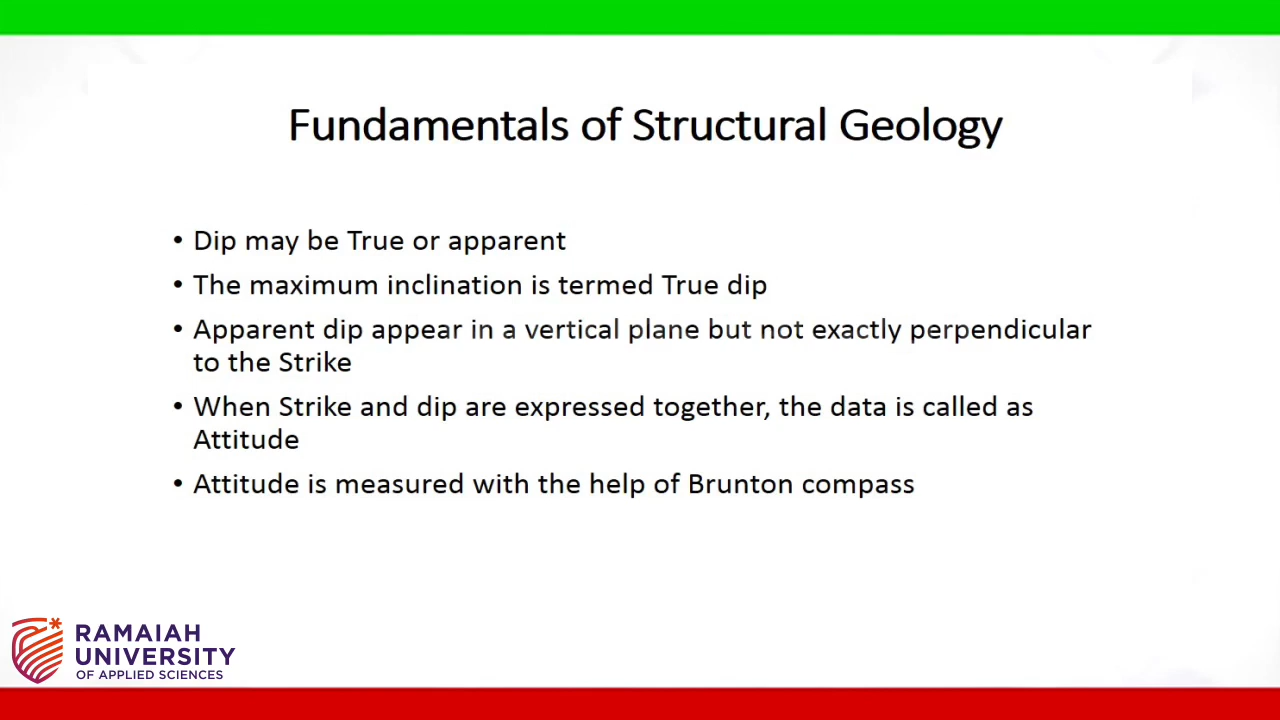 Fundamentals of Structural Geology
• Dip may be True or apparent
• The maximum inclination is termed True dip
• Apparent dip appear in a vertical plane but not exactly perpendicular
to the Strike
• When Strike and dip are expressed together, the data is called as
Attitude
• Attitude is measured with the help of Brunton compass
RAMAIAH
UNIVERSITY
OF APPLIED SCIENCES